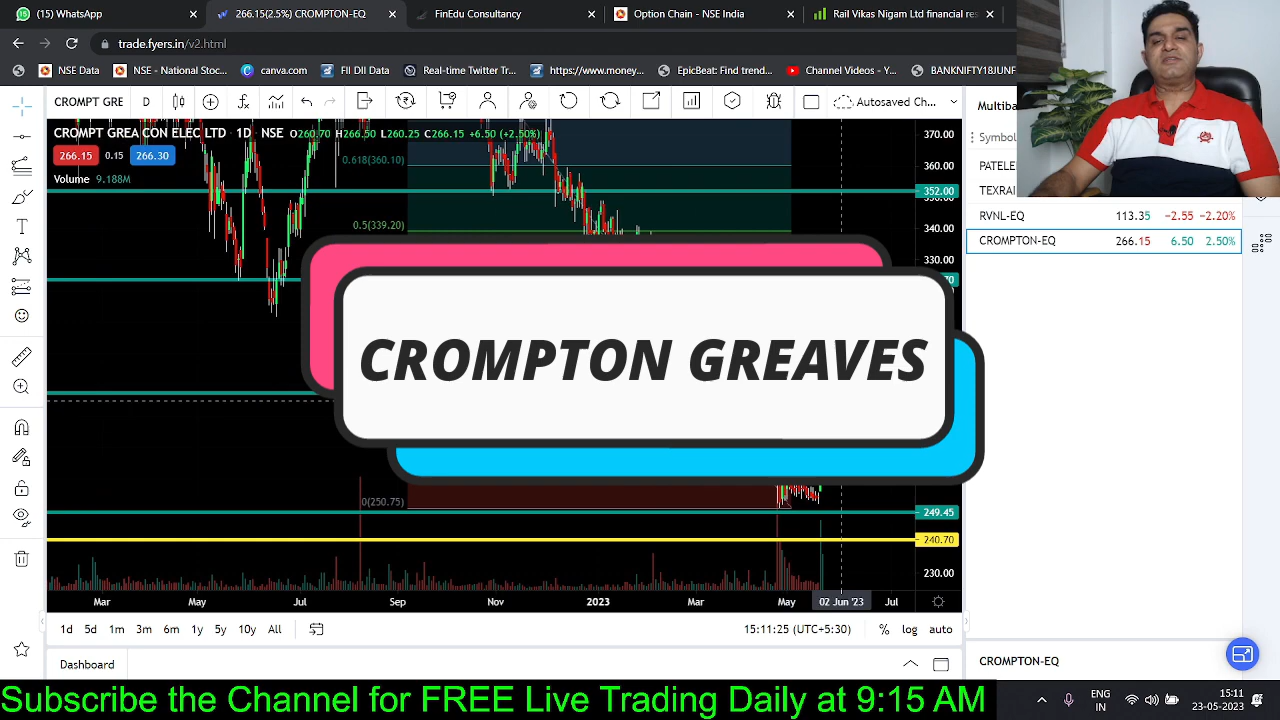 266.15(2.5%) CROMPTON-EQ
FinEdu Consultancy
Option Chain - NSE India
Rail Vikas Nigam Ltd financial res
trade.fyers.in/v2.html
NSE Data
NSE - National Stoc...
canva.com
FII DII Data
Real-time Twitter Tr...
https://www.money...
EpicBeat: Find trend...
Channel Videos - Y...
BANKNIFTY18JUNF
CROMPT GRE
D
Autosaved Ch...
Multiba
CROMPT GREA CON ELEC LTD · 1D · NSE O260.70 H266.50 L260.25 C266.15 +6.50 (+2.50%)
266.15 0.15 266.30
Volume 9.188M
0.618(360.10)
0.5(339.20)
0(250.75)
370.00
360.00
352.00
350.00
340.00
330.00
249.45
240.70
230.00
Symbol
PATELE
TEXRAI
RVNL-EQ 113.35 −2.55 −2.20%
CROMPTON-EQ 266.15 6.50 2.50%
CROMPTON GREAVES
Mar May Jul Sep Nov 2023 Mar May 02 Jun '23 Jul
1d 5d 1m 3m 6m 1y 5y 10y All
15:11:25 (UTC+5:30) % log auto
Dashboard
CROMPTON-EQ
Subscribe the Channel for FREE Live Trading Daily at 9:15 AM
ENG
IN
15:11
23-05-2023